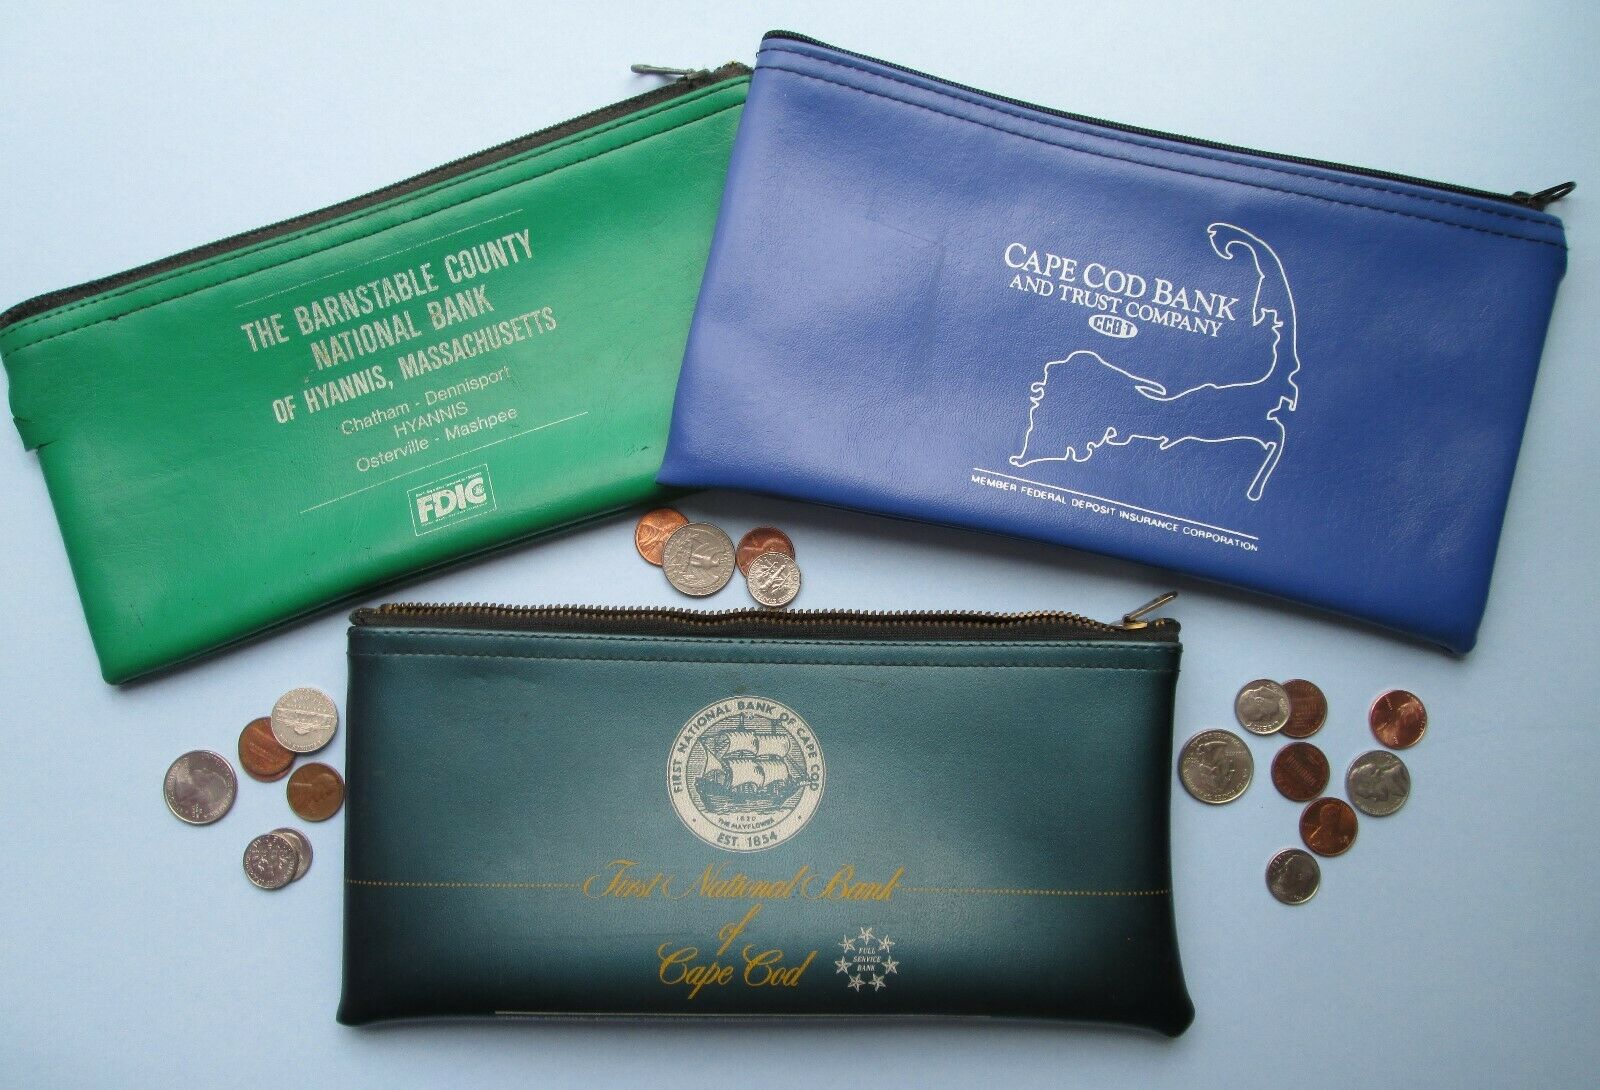 THE BARNSTABLE COUNTY
NATIONAL BANK
OF HYANNIS, MASSACHUSETTS
Chatham - Dennisport
HYANNIS
Osterville - Mashpee
FDIC
CAPE COD BANK
AND TRUST COMPANY
CCB&T
MEMBER FEDERAL DEPOSIT INSURANCE CORPORATION
FIRST NATIONAL BANK OF CAPE COD
1620
THE MAYFLOWER
EST. 1854
First National Bank
of
Cape Cod
FULL
SERVICE
BANK